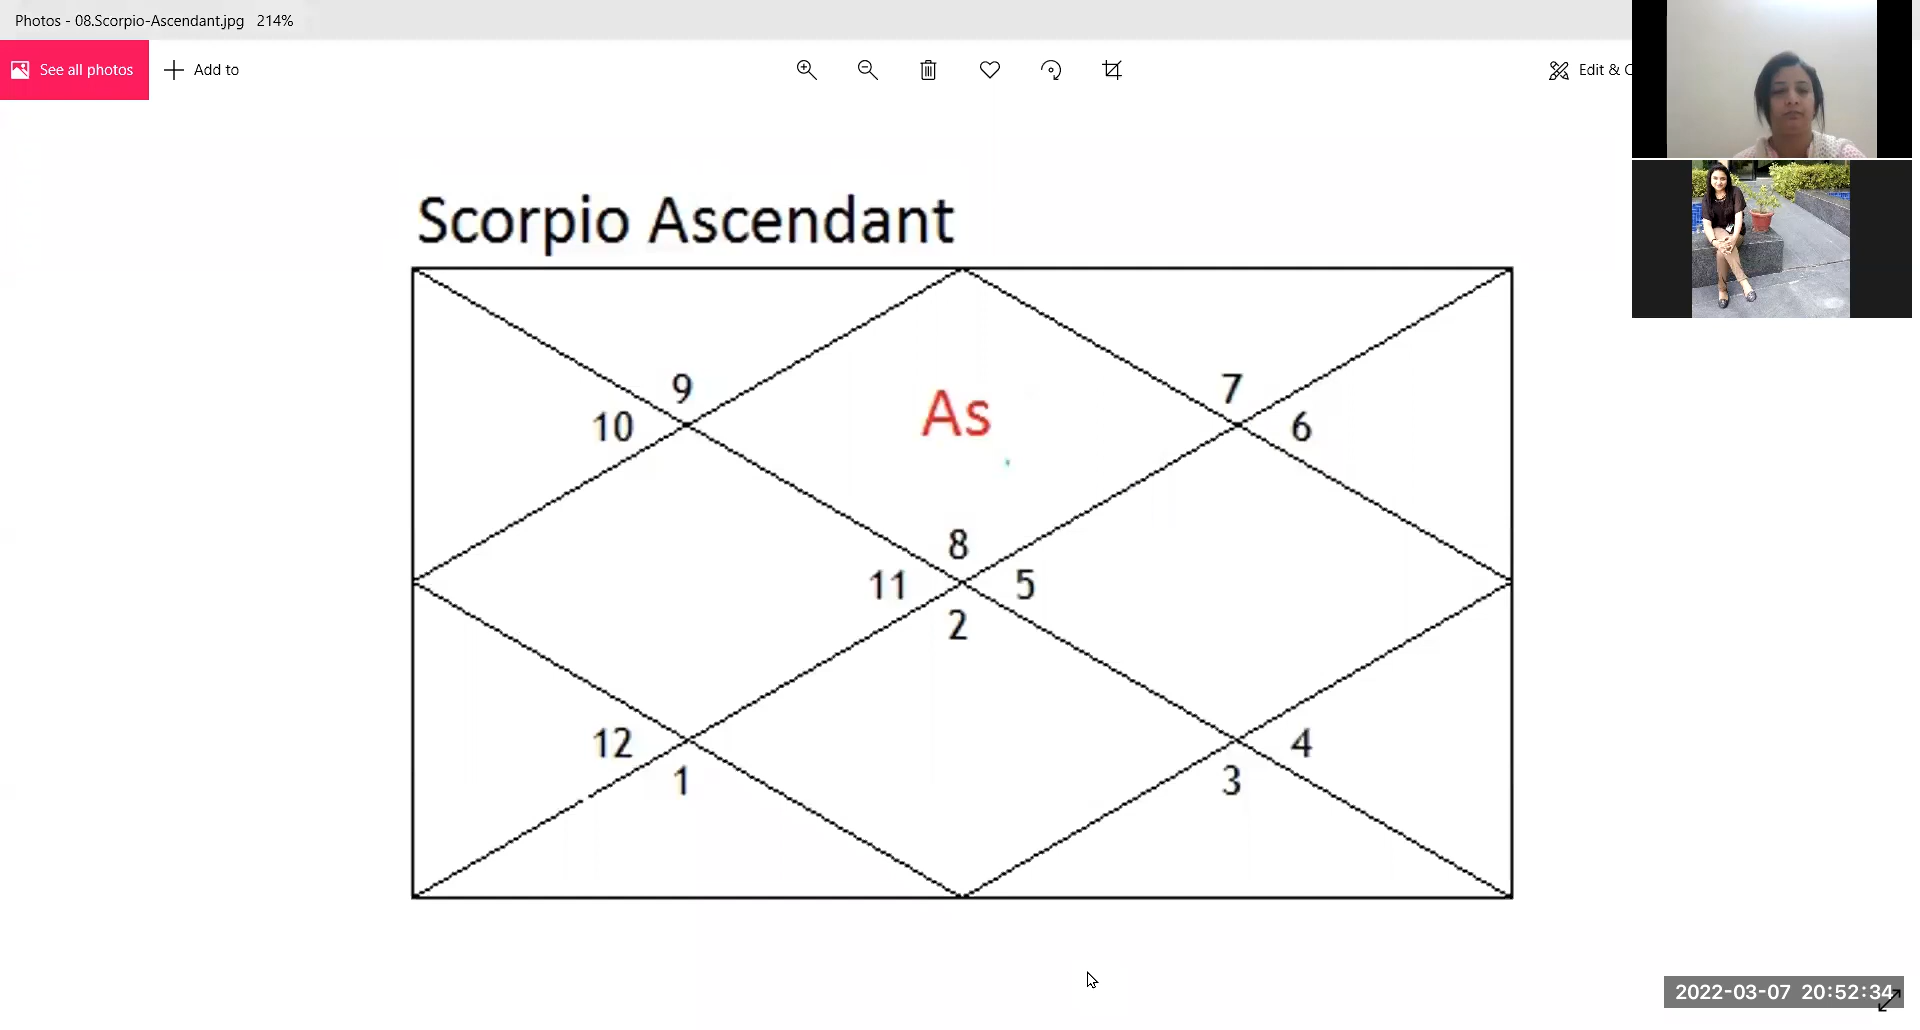 Photos - 08.Scorpio-Ascendant.jpg 214%
See all photos
Add to
Edit & C
Scorpio Ascendant
9
7
10
As
6
8
11
5
2
12
4
1
3
2022-03-07 20:52:34